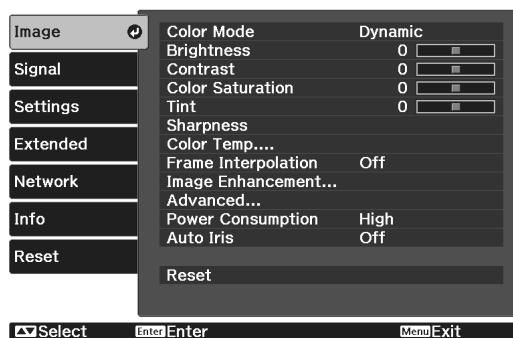 Image
Signal
Settings
Extended
Network
Info
Reset
Color Mode Dynamic
Brightness 0
Contrast 0
Color Saturation 0
Tint 0
Sharpness
Color Temp....
Frame Interpolation Off
Image Enhancement...
Advanced...
Power Consumption High
Auto Iris Off
Reset
Select Enter Enter Menu Exit